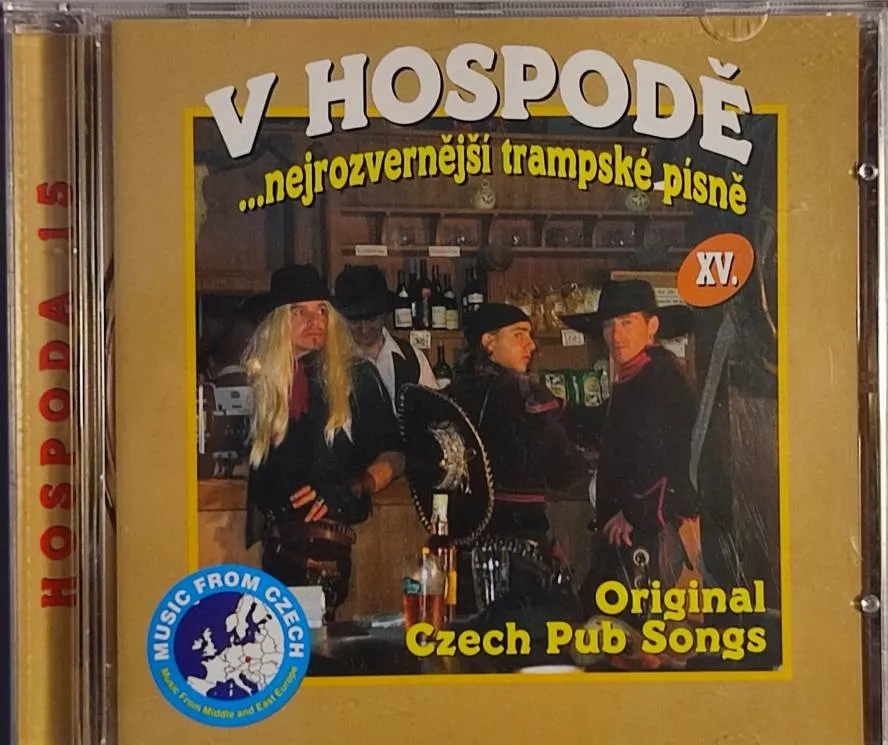 V HOSPODĚ
...nejrozvernější trampské písně
XV.
HOSPODA 15
Original
Czech Pub Songs
MUSIC FROM CZECH
Music From Middle and East Europe